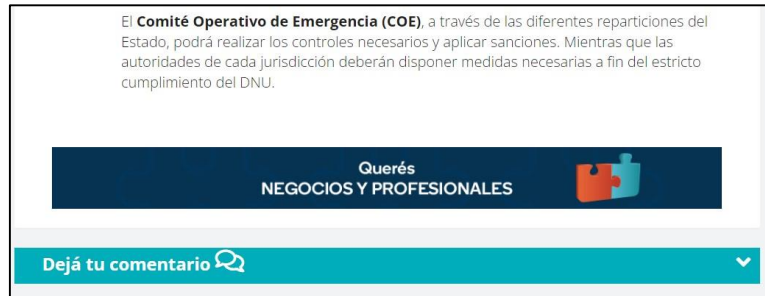 El Comité Operativo de Emergencia (COE), a través de las diferentes reparticiones del
Estado, podrá realizar los controles necesarios y aplicar sanciones. Mientras que las
autoridades de cada jurisdicción deberán disponer medidas necesarias a fin del estricto
cumplimiento del DNU.
Querés
NEGOCIOS Y PROFESIONALES
Dejá tu comentario